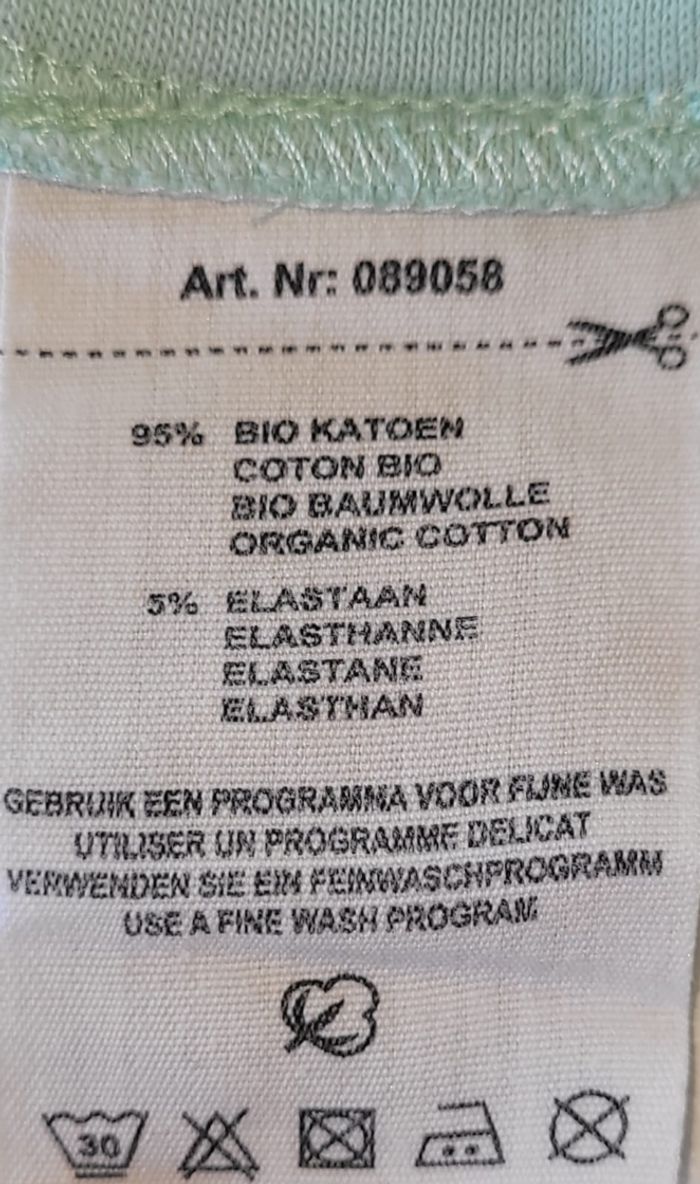 Art. Nr: 089058
95% BIO KATOEN
COTON BIO
BIO BAUMWOLLE
ORGANIC COTTON
5% ELASTAAN
ELASTHANNE
ELASTANE
ELASTHAN
GEBRUIK EEN PROGRAMMA VOOR FIJNE WAS
UTILISER UN PROGRAMME DELICAT
VERWENDEN SIE EIN FEINWASCHPROGRAMM
USE A FINE WASH PROGRAM
30